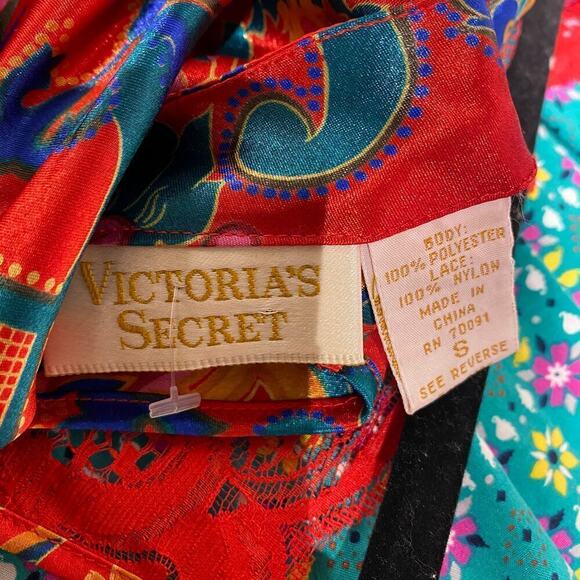 VICTORIA'S
SECRET
BODY:
100% POLYESTER
LACE:
100% NYLON
MADE IN
CHINA
RN 70091
S
SEE REVERSE